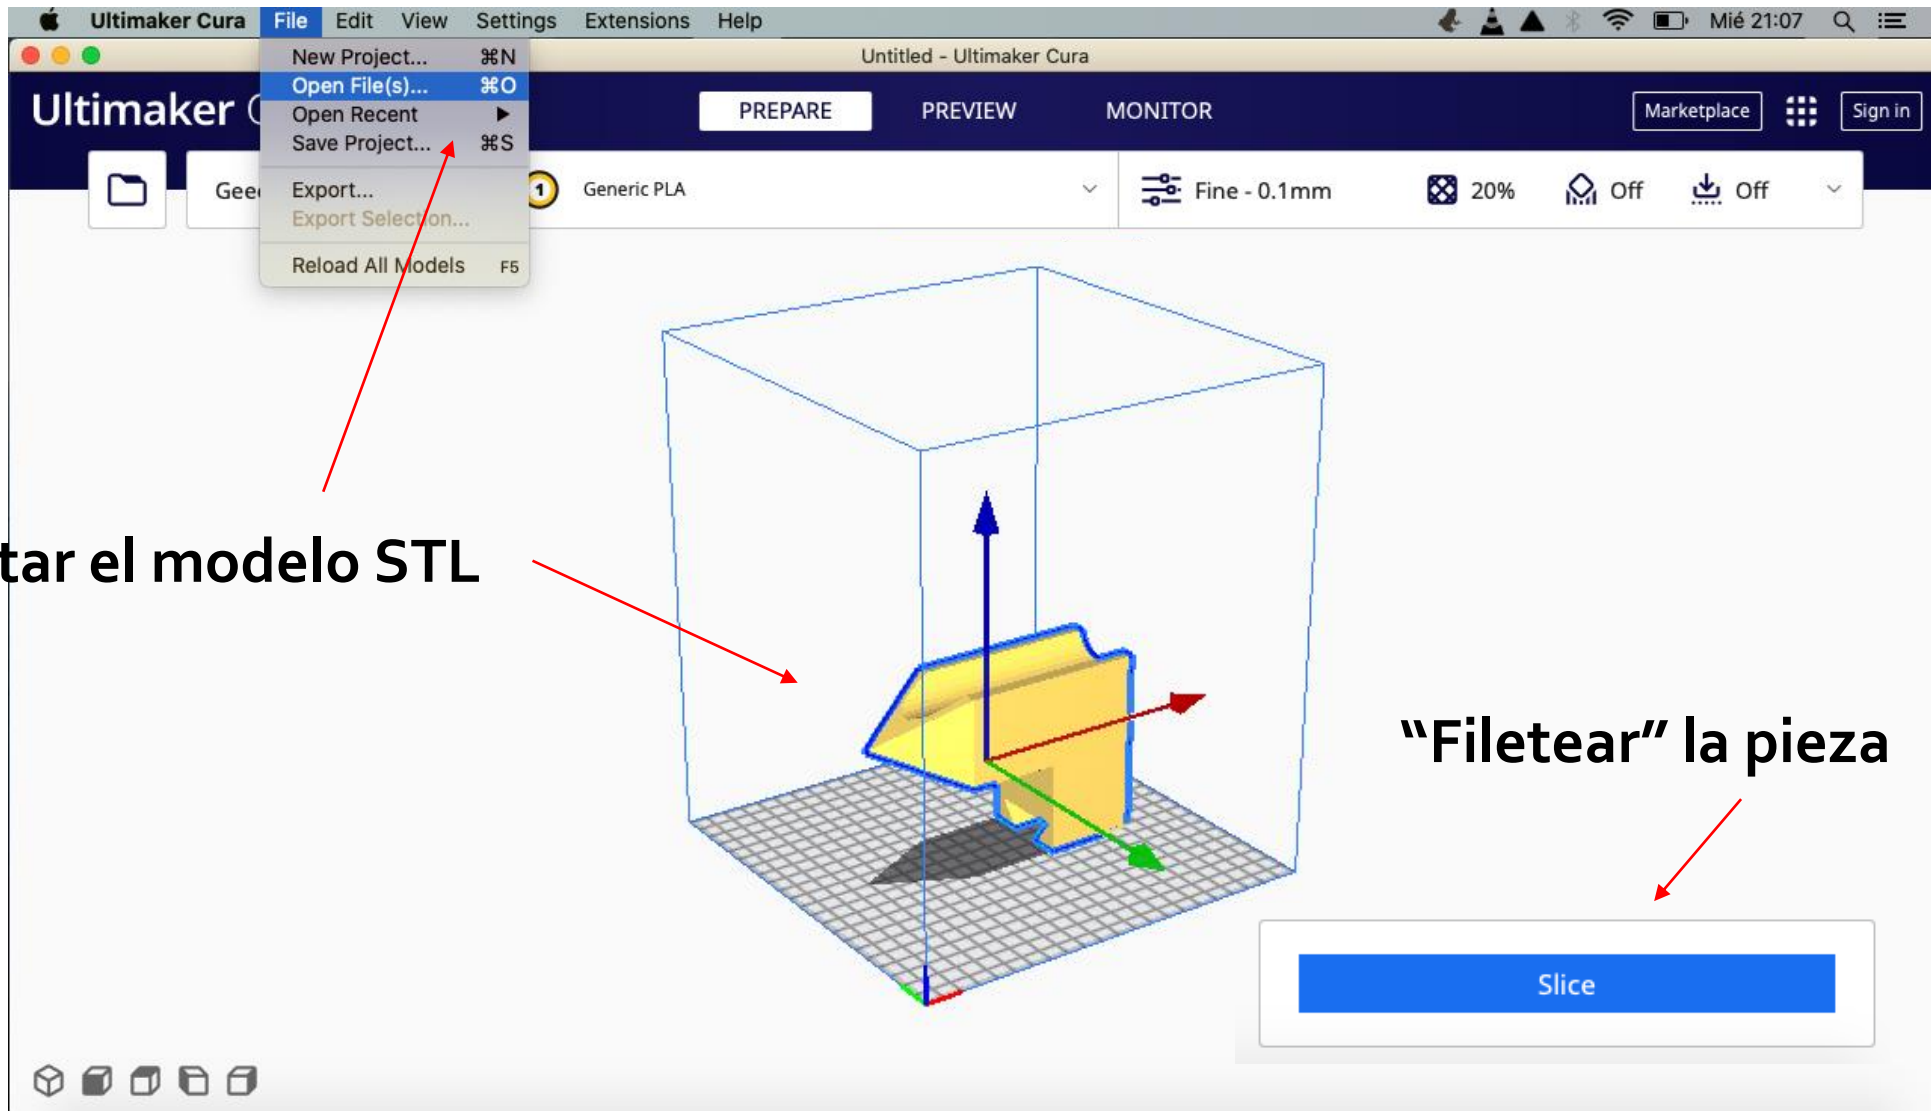 Ultimaker Cura File Edit View Settings Extensions Help Mié 21:07
Untitled - Ultimaker Cura
New Project... ⌘N
Open File(s)... ⌘O
Open Recent ▶
Save Project... ⌘S
Export...
Export Selection...
Reload All Models F5
Ultimaker PREPARE PREVIEW MONITOR Marketplace Sign in
1 Generic PLA Fine - 0.1mm 20% Off Off
tar el modelo STL
“Filetear” la pieza
Slice